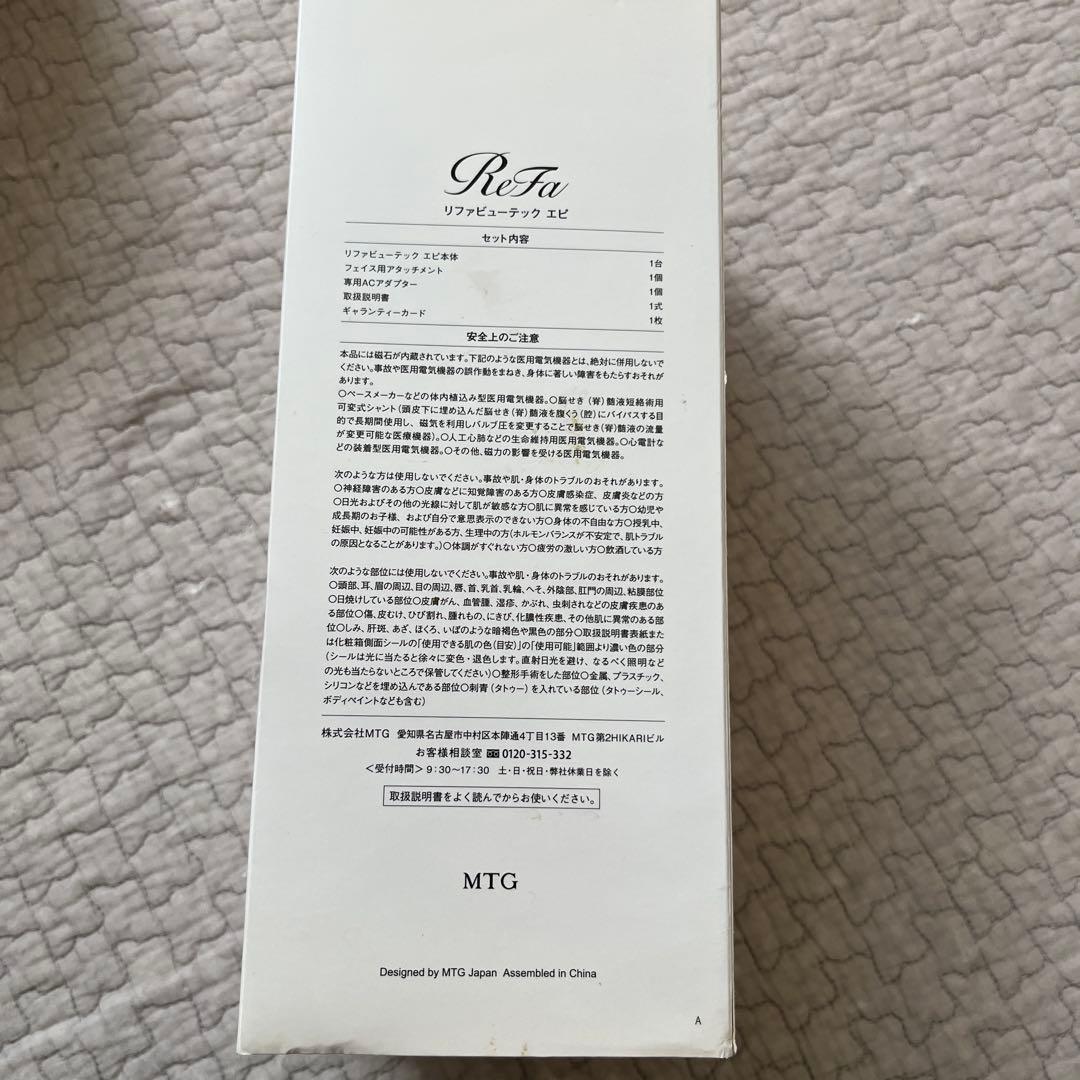 ReFa
リファビューテック エピ
セット内容
リファビューテック エピ本体 1台
フェイス用アタッチメント 1個
専用ACアダプター 1個
取扱説明書 1式
ギャランティーカード 1枚
安全上のご注意
本品には磁石が内蔵されています。下記のような医用電気機器とは、絶対に併用しないで
ください。事故や医用電気機器の誤作動をまねき、身体に著しい障害をもたらすおそれが
あります。
○ペースメーカーなどの体内植込み型医用電気機器。○脳せき（脊）髄液短絡術用
可変式シャント（頭皮下に埋め込んだ脳せき（脊）髄液を腹くう（腔）にバイパスする目
的で長期間使用し、磁気を利用しバルブ圧を変更することで脳せき（脊）髄液の流量
が変更可能な医療機器）。○人工心肺などの生命維持用医用電気機器。○心電計な
どの装着型医用電気機器。○その他、磁力の影響を受ける医用電気機器。
次のような方は使用しないでください。事故や肌・身体のトラブルのおそれがあります。
○神経障害のある方○皮膚などに知覚障害のある方○皮膚感染症、皮膚炎などの方
○日光およびその他の光線に対して肌が敏感な方○肌に異常を感じている方○幼児や
成長期のお子様、および自分で意思表示のできない方○身体の不自由な方○授乳中、
妊娠中、妊娠中の可能性がある方、生理中の方（ホルモンバランスが不安定で、肌トラブル
の原因となることがあります。）○体調がすぐれない方○疲労の激しい方○飲酒している方
次のような部位には使用しないでください。事故や肌・身体のトラブルのおそれがあります。
○頭部、耳、眉の周辺、目の周辺、唇、首、乳首、乳輪、へそ、外陰部、肛門の周辺、粘膜部位
○日焼けしている部位○皮膚がん、血管腫、湿疹、かぶれ、虫刺されなどの皮膚疾患のあ
る部位○傷、皮むけ、ひび割れ、腫れもの、にきび、化膿性疾患、その他肌に異常のある部
位○しみ、肝斑、あざ、ほくろ、いぼのような暗褐色や黒色の部分○取扱説明書表紙また
は化粧箱側面シールの「使用できる肌の色（目安）」の「使用可能」範囲より濃い色の部分
（シールは光に当たると徐々に変色・退色します。直射日光を避け、なるべく照明など
の光も当たらないところで保管してください）○整形手術をした部位○金属、プラスチック、
シリコンなどを埋め込んである部位○刺青（タトゥー）を入れている部位（タトゥーシール、
ボディペイントなども含む）
株式会社MTG 愛知県名古屋市中村区本陣通4丁目13番 MTG第2HIKARIビル
お客様相談室 0120-315-332
＜受付時間＞9:30～17:30 土・日・祝日・弊社休業日を除く
取扱説明書をよく読んでからお使いください。
MTG
Designed by MTG Japan Assembled in China
A